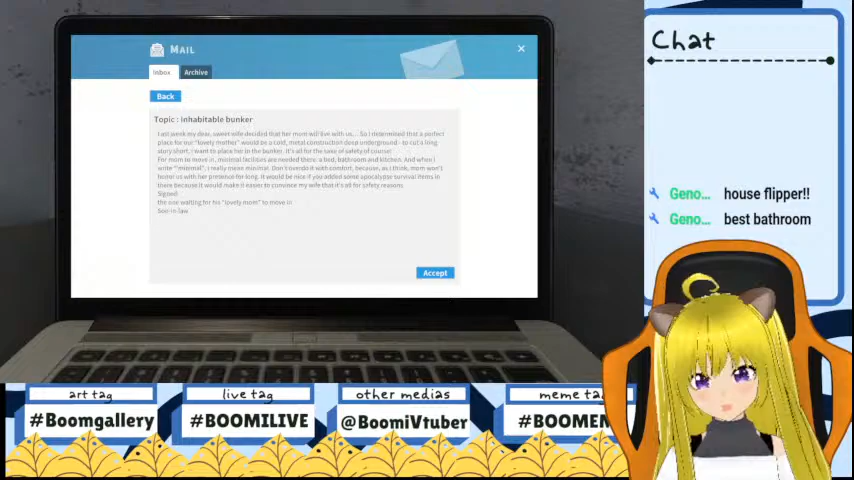 MAIL
Inbox
Archive
Back
Topic : Inhabitable bunker
Last week my dear, sweet wife decided that her mom will live with us... So I determined that a perfect
place for our "lovely mother" would be a cold, metal construction deep underground - to cut a long
story short, I want to place her in the bunker. It's all for the sake of safety of course!
For mom to move in, minimal facilities are needed there: a bed, bathroom and kitchen. And when I
write "minimal", I really mean minimal. Don't overdo it with comfort, because, as I think, mom won't
honor us with her presence for long. It would be nice if you added some apocalypse survival items in
there because it would make it easier to convince my wife that it's all for safety reasons.
Signed:
the one waiting for his "lovely mom" to move in
Son-in-law
Accept
Chat
Geno... house flipper!!
Geno... best bathroom
art tag
#Boomgallery
live tag
#BOOMILIVE
other medias
@BoomiVtuber
meme ta
#BOOMEM